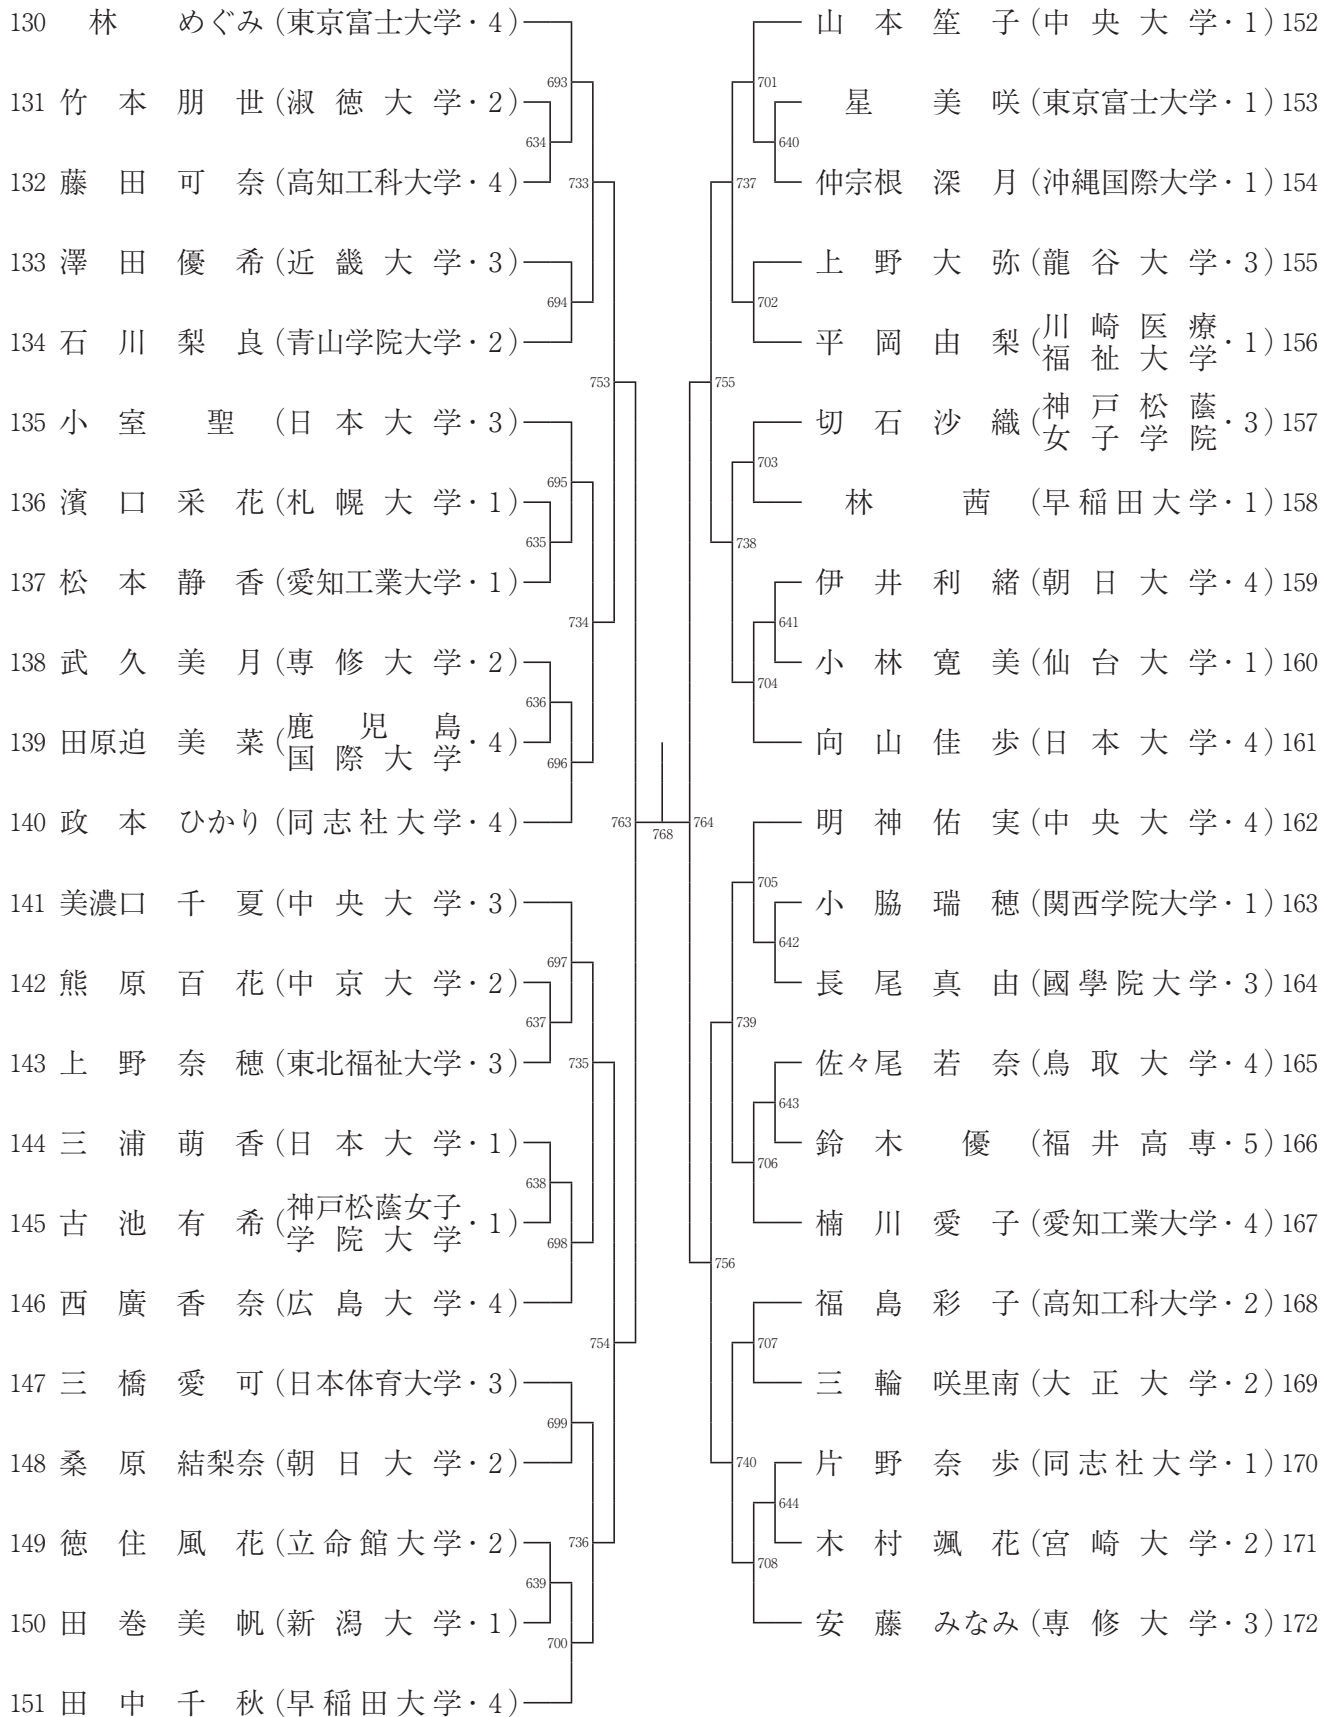 130 林 めぐみ (東京富士大学・4)
131 竹本朋世 (淑徳大学・2)
132 藤田可奈 (高知工科大学・4)
133 澤田優希 (近畿大学・3)
134 石川梨良 (青山学院大学・2)
135 小室 聖 (日本大学・3)
136 濱口采花 (札幌大学・1)
137 松本静香 (愛知工業大学・1)
138 武久美月 (専修大学・2)
139 田原迫 美菜 (鹿児島国際大学・4)
140 政本 ひかり (同志社大学・4)
141 美濃口 千夏 (中央大学・3)
142 熊原百花 (中京大学・2)
143 上野奈穂 (東北福祉大学・3)
144 三浦萌香 (日本大学・1)
145 古池有希 (神戸松蔭女子学院大学・1)
146 西廣香奈 (広島大学・4)
147 三橋愛可 (日本体育大学・3)
148 桑原 結梨奈 (朝日大学・2)
149 徳住風花 (立命館大学・2)
150 田巻美帆 (新潟大学・1)
151 田中千秋 (早稲田大学・4)
693
634
733
694
753
695
635
734
636
696
763
697
637
735
638
698
754
699
736
639
700
768
764
701
640
737
702
755
703
738
641
704
705
642
739
643
706
756
707
740
644
708
山本笙子 (中央大学・1) 152
星 美咲 (東京富士大学・1) 153
仲宗根 深月 (沖縄国際大学・1) 154
上野大弥 (龍谷大学・3) 155
平岡由梨 (川崎医療福祉大学・1) 156
切石沙織 (神戸松蔭女子学院・3) 157
林 茜 (早稲田大学・1) 158
伊井利緒 (朝日大学・4) 159
小林寛美 (仙台大学・1) 160
向山佳歩 (日本大学・4) 161
明神佑実 (中央大学・4) 162
小脇瑞穂 (関西学院大学・1) 163
長尾真由 (國學院大学・3) 164
佐々尾 若奈 (鳥取大学・4) 165
鈴木 優 (福井高専・5) 166
楠川愛子 (愛知工業大学・4) 167
福島彩子 (高知工科大学・2) 168
三輪 咲里南 (大正大学・2) 169
片野奈歩 (同志社大学・1) 170
木村颯花 (宮崎大学・2) 171
安藤 みなみ (専修大学・3) 172